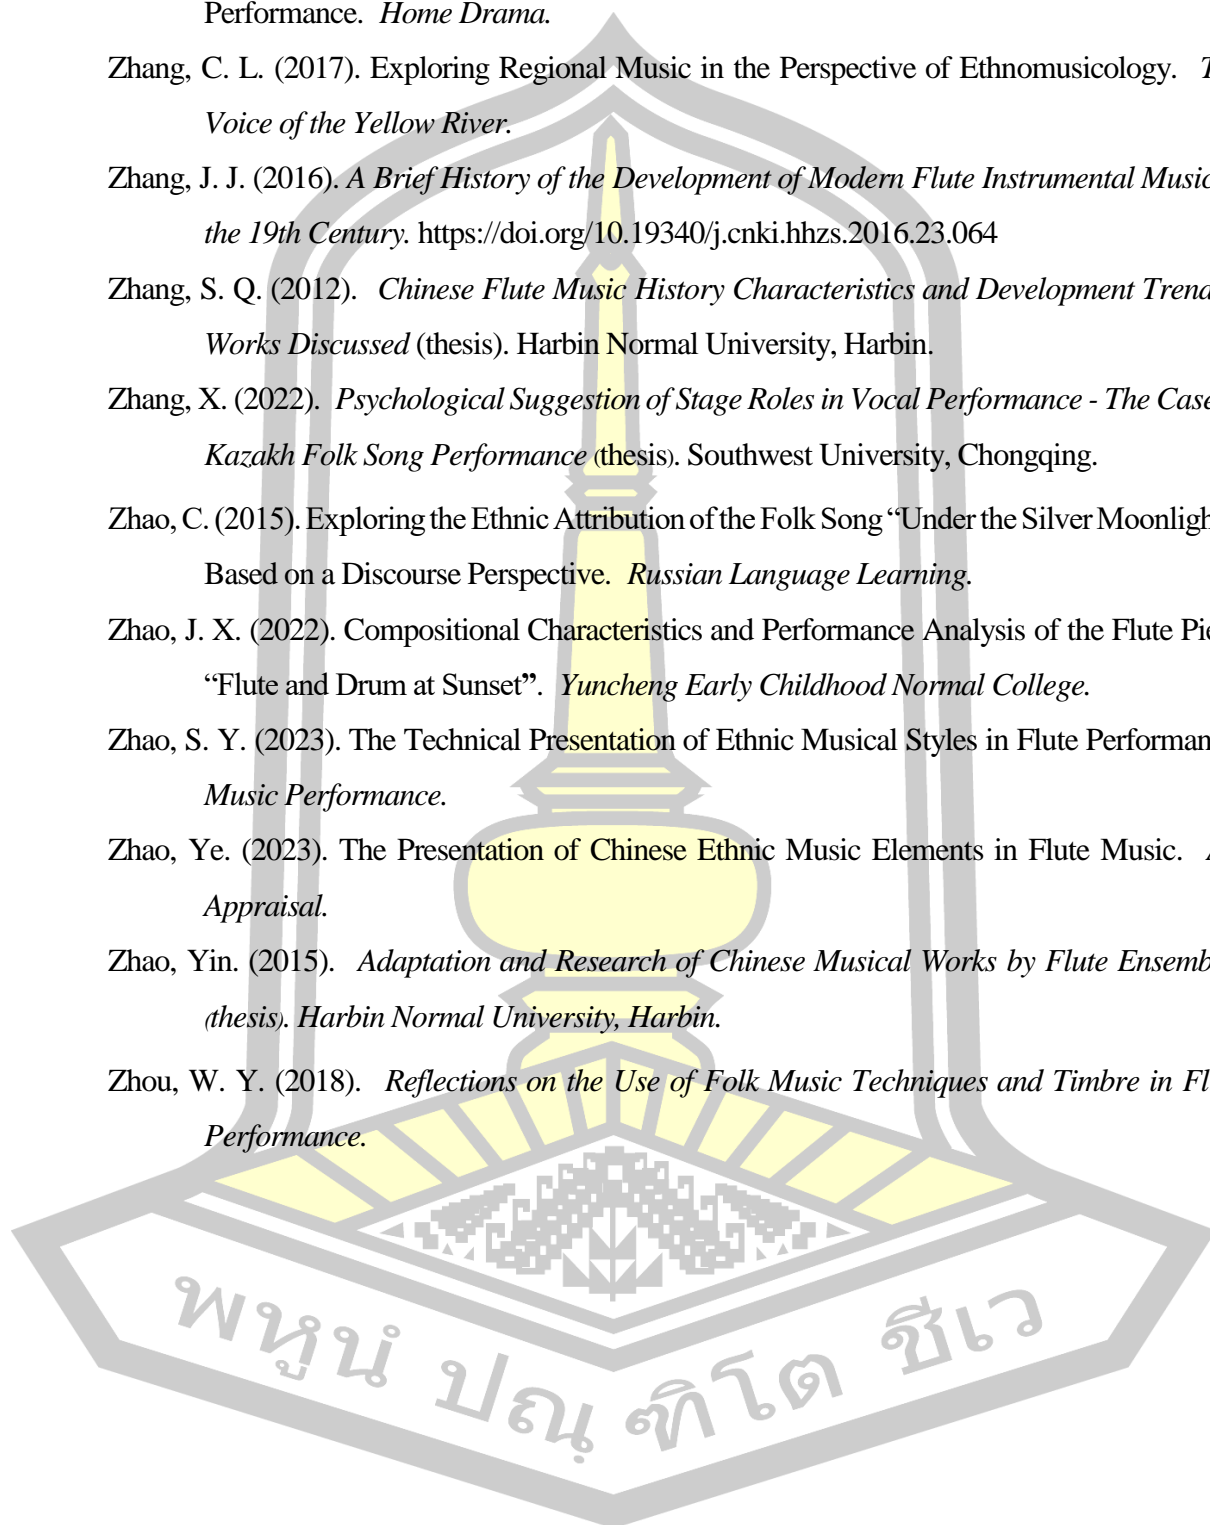 Performance. Home Drama.
Zhang, C. L. (2017). Exploring Regional Music in the Perspective of Ethnomusicology.
Voice of the Yellow River.
Zhang, J. J. (2016). A Brief History of the Development of Modern Flute Instrumental Music
the 19th Century. https://doi.org/10.19340/j.cnki.hhzs.2016.23.064
Zhang, S. Q. (2012). Chinese Flute Music History Characteristics and Development Trend
Works Discussed (thesis). Harbin Normal University, Harbin.
Zhang, X. (2022). Psychological Suggestion of Stage Roles in Vocal Performance - The Case
Kazakh Folk Song Performance (thesis). Southwest University, Chongqing.
Zhao, C. (2015). Exploring the Ethnic Attribution of the Folk Song “Under the Silver Moonligh
Based on a Discourse Perspective. Russian Language Learning.
Zhao, J. X. (2022). Compositional Characteristics and Performance Analysis of the Flute Pie
“Flute and Drum at Sunset”. Yuncheng Early Childhood Normal College.
Zhao, S. Y. (2023). The Technical Presentation of Ethnic Musical Styles in Flute Performan
Music Performance.
Zhao, Ye. (2023). The Presentation of Chinese Ethnic Music Elements in Flute Music.
Appraisal.
Zhao, Yin. (2015). Adaptation and Research of Chinese Musical Works by Flute Ensemb
(thesis). Harbin Normal University, Harbin.
Zhou, W. Y. (2018). Reflections on the Use of Folk Music Techniques and Timbre in Fl
Performance.
พหูนํ ปณฺฑิโต ชีเว